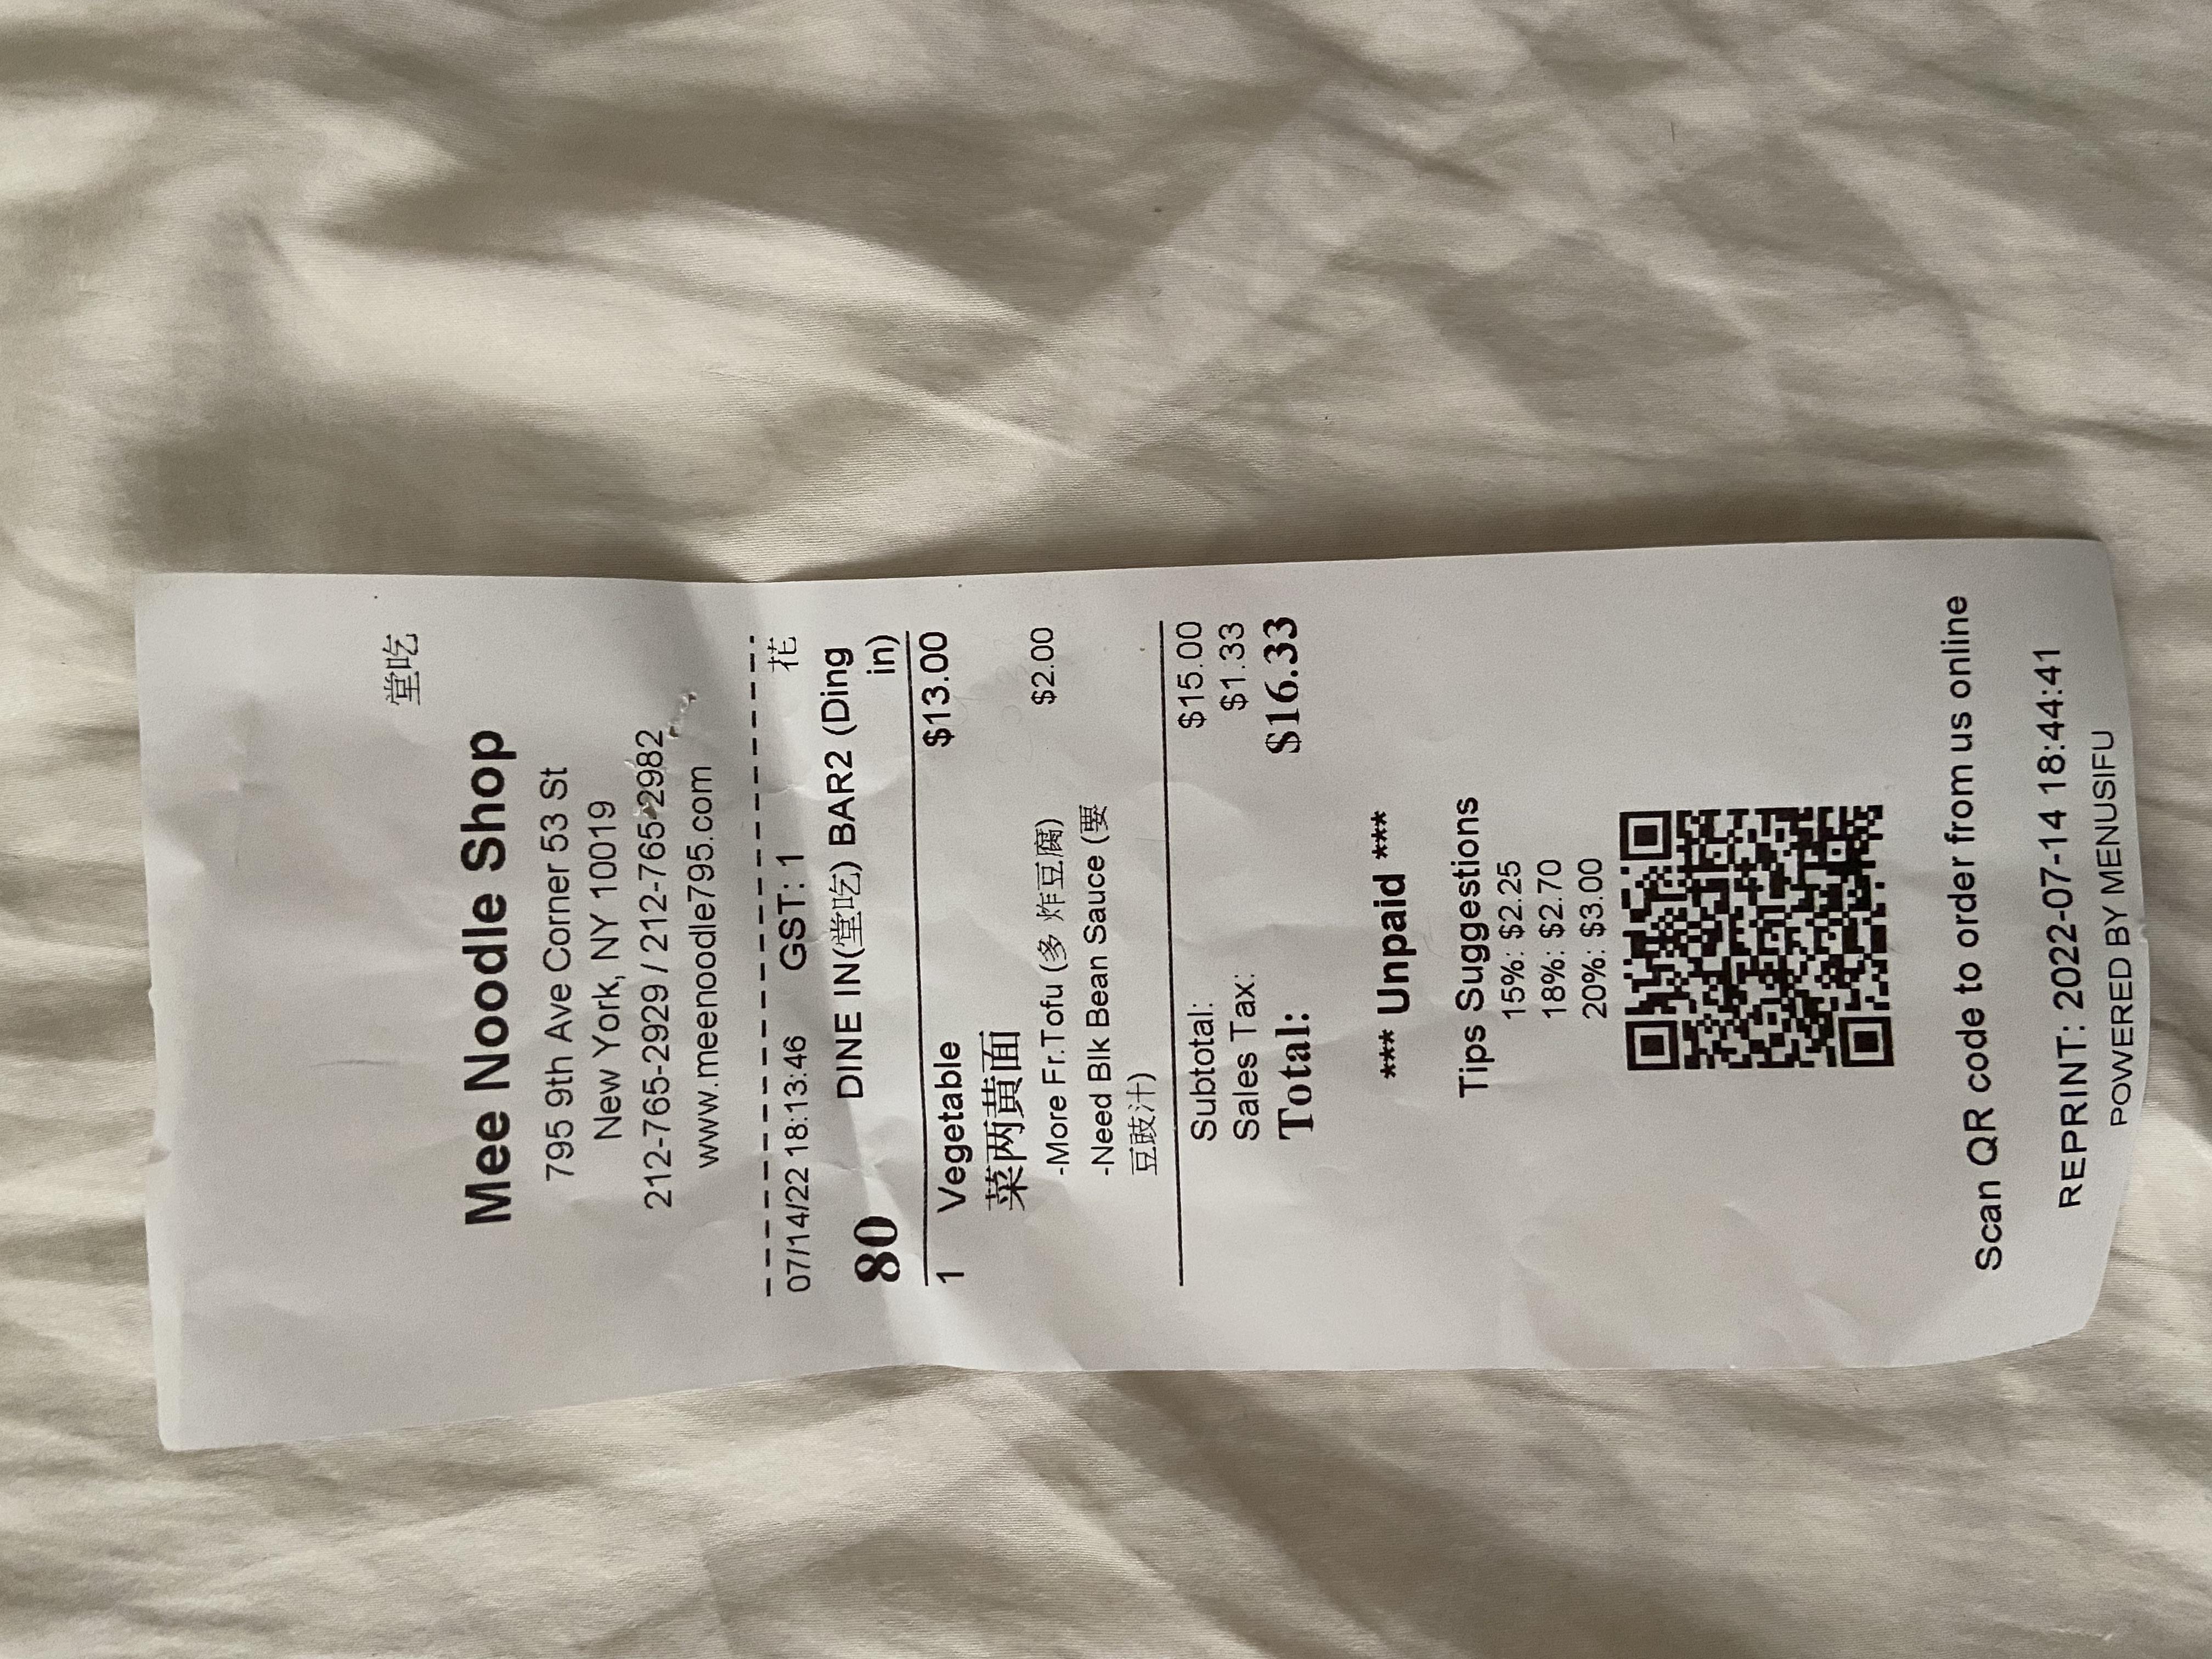 堂吃
Mee Noodle Shop
795 9th Ave Corner 53 St
New York, NY 10019
212-765-2929 / 212-765-2982
www.meenoodle795.com
07/14/22 18:13:46 GST: 1 花
80 DINE IN(堂吃) BAR2 (Ding
in)
1 Vegetable $13.00
菜两黄面
-More Fr.Tofu (多 炸豆腐) $2.00
-Need Blk Bean Sauce (要
豆豉汁)
Subtotal: $15.00
Sales Tax: $1.33
Total: $16.33
*** Unpaid ***
Tips Suggestions
15%: $2.25
18%: $2.70
20%: $3.00
Scan QR code to order from us online
REPRINT: 2022-07-14 18:44:41
POWERED BY MENUSIFU